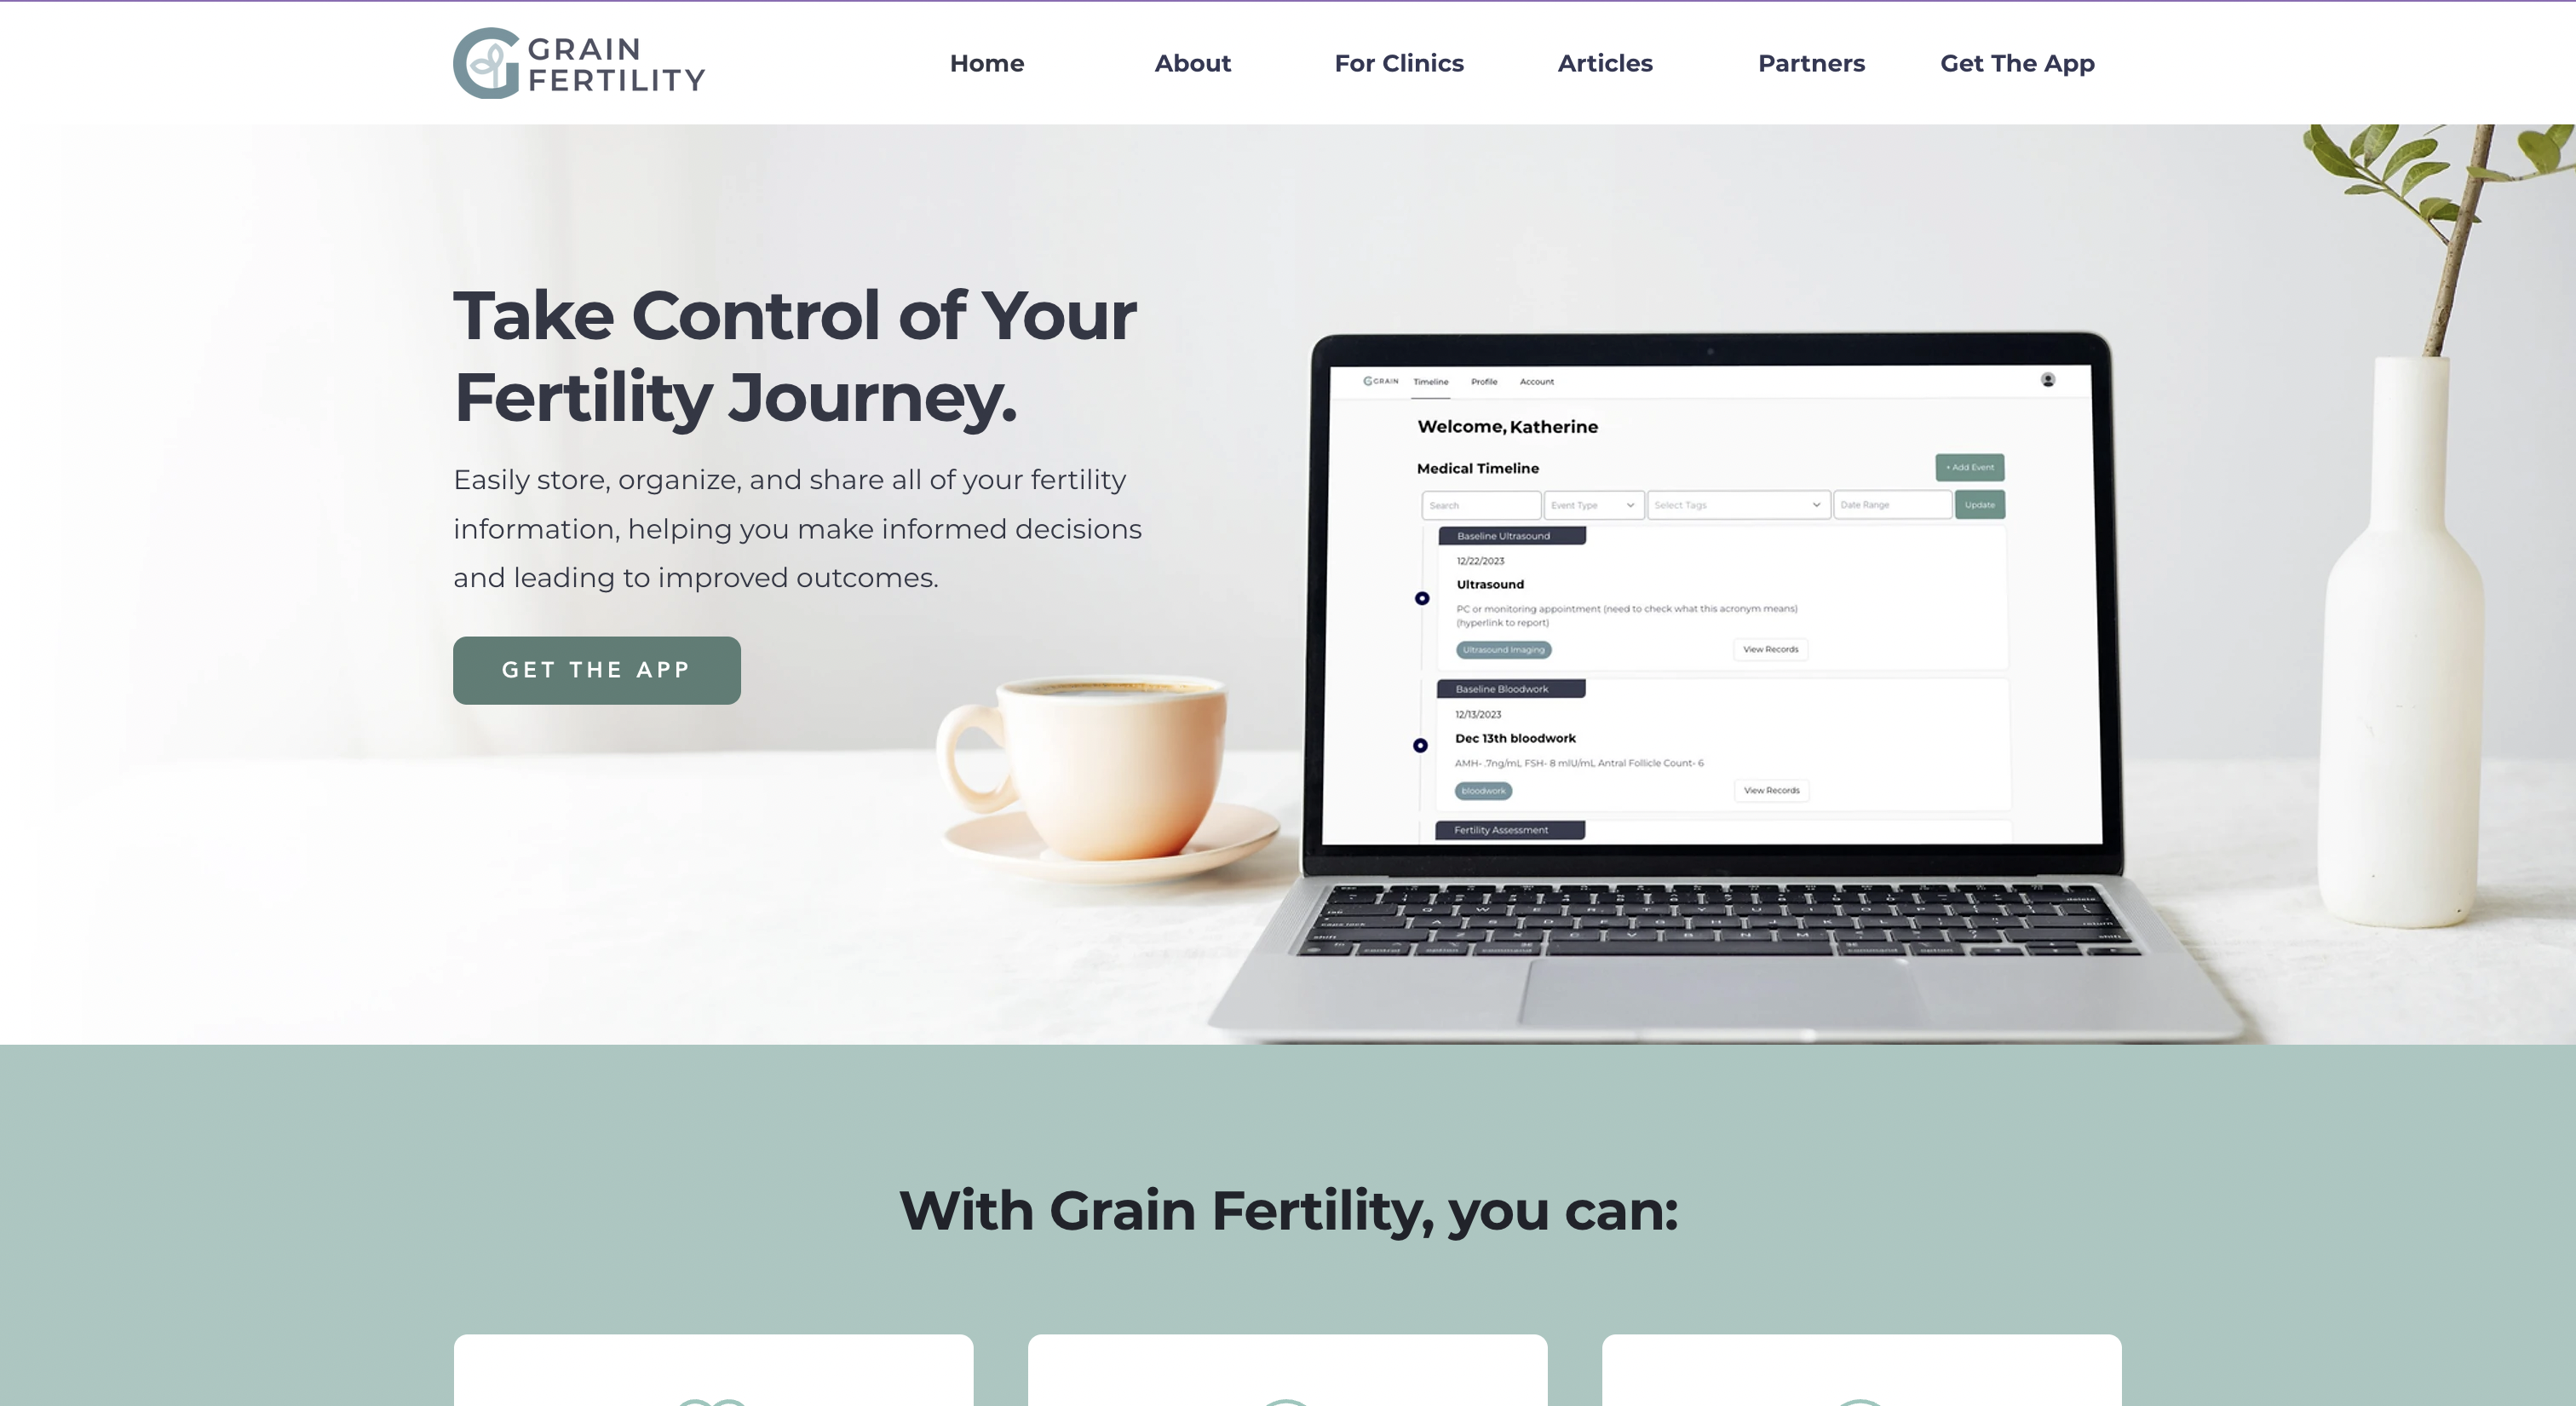 GRAIN
FERTILITY
Home
About
For Clinics
Articles
Partners
Get The App
Take Control of Your
Fertility Journey.
Easily store, organize, and share all of your fertility
information, helping you make informed decisions
and leading to improved outcomes.
GET THE APP
GRAIN
Timeline
Profile
Account
Welcome, Katherine
Medical Timeline
+ Add Event
Search
Event Type
Select Tags
Date Range
Update
Baseline Ultrasound
12/22/2023
Ultrasound
PC or monitoring appointment (need to check what this acronym means)
(hyperlink to report)
Ultrasound Imaging
View Records
Baseline Bloodwork
12/13/2023
Dec 13th bloodwork
AMH- .7ng/mL FSH- 8 mIU/mL Antral Follicle Count- 6
bloodwork
View Records
Fertility Assessment
With Grain Fertility, you can: